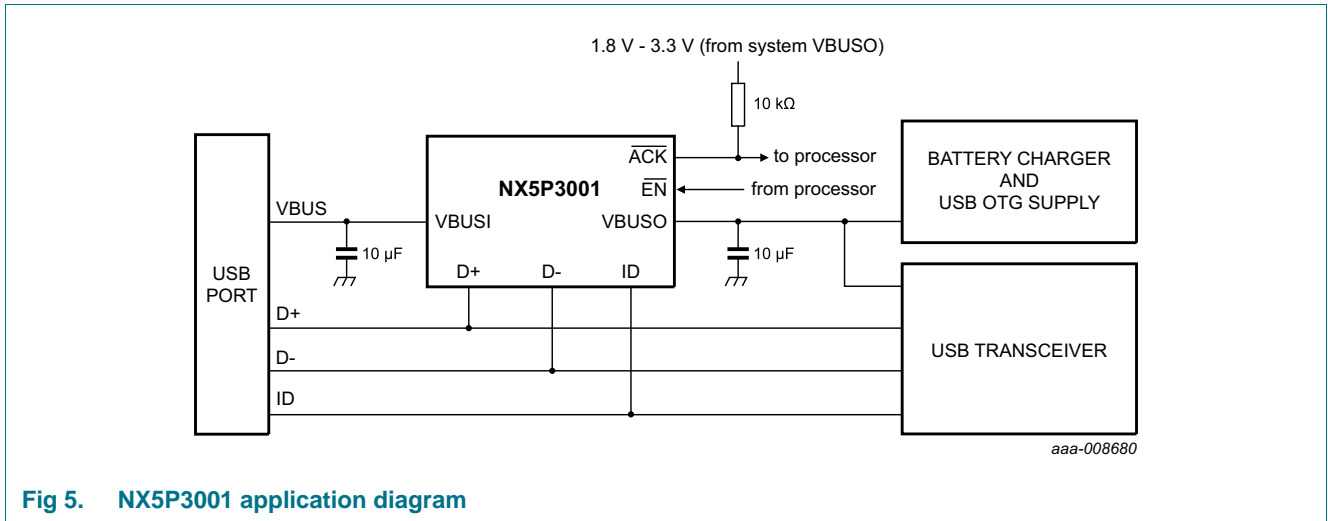 1.8 V - 3.3 V (from system VBUSO)
10 kΩ
ACK
to processor
NX5P3001
EN
from processor
BATTERY CHARGER
AND
USB OTG SUPPLY
VBUS
VBUSI
VBUSO
10 µF
10 µF
USB
PORT
D+
D-
ID
D+
D-
ID
USB TRANSCEIVER
aaa-008680
Fig 5. NX5P3001 application diagram